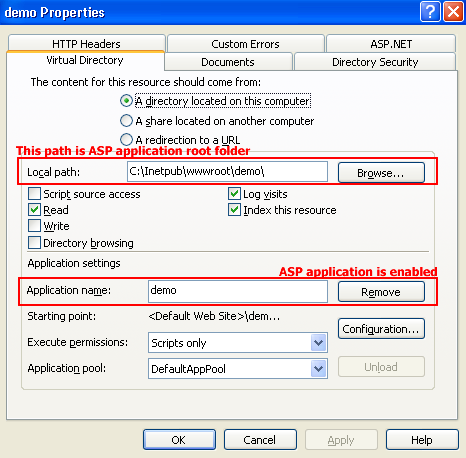 demo Properties
HTTP Headers Custom Errors ASP.NET
Virtual Directory Documents Directory Security
The content for this resource should come from:
A directory located on this computer
A share located on another computer
A redirection to a URL
This path is ASP application root folder
Local path: C:\Inetpub\wwwroot\demo\ Browse...
Script source access Log visits
Read Index this resource
Write
Directory browsing
Application settings
ASP application is enabled
Application name: demo Remove
Starting point: <Default Web Site>\dem...
Configuration...
Execute permissions: Scripts only
Application pool: DefaultAppPool Unload
OK Cancel Apply Help